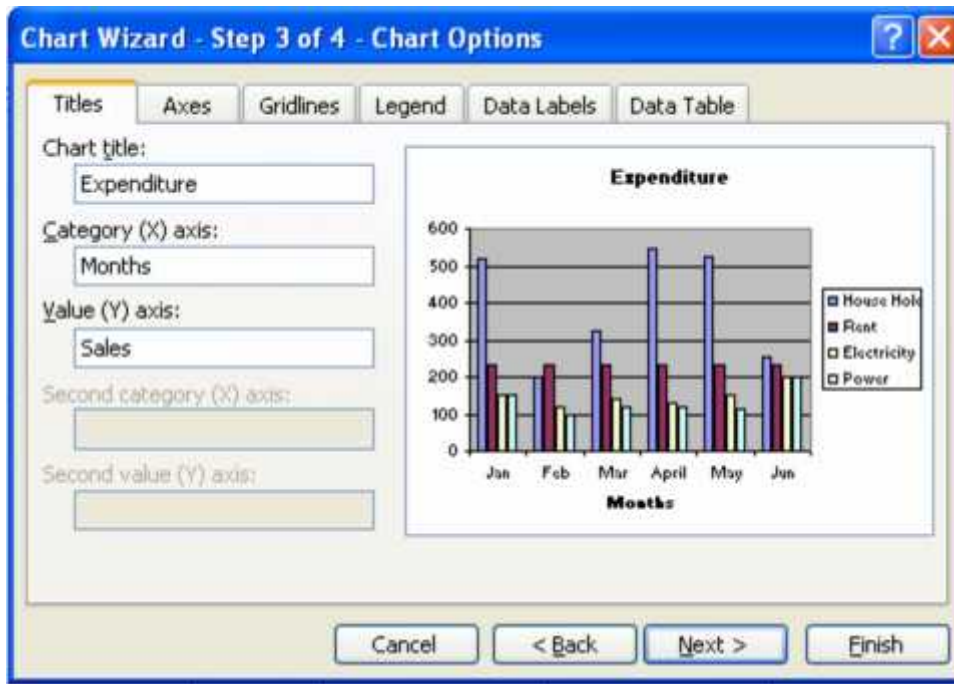 Chart Wizard - Step 3 of 4 - Chart Options
Titles Axes Gridlines Legend Data Labels Data Table
Chart title:
Expenditure
Category (X) axis:
Months
Value (Y) axis:
Sales
Second category (X) axis:
Second value (Y) axis:
Expenditure
600
500
400
300
200
100
0
Jan Feb Mar April May Jun
Months
House Hol
Rent
Electricity
Power
Cancel < Back Next > Finish